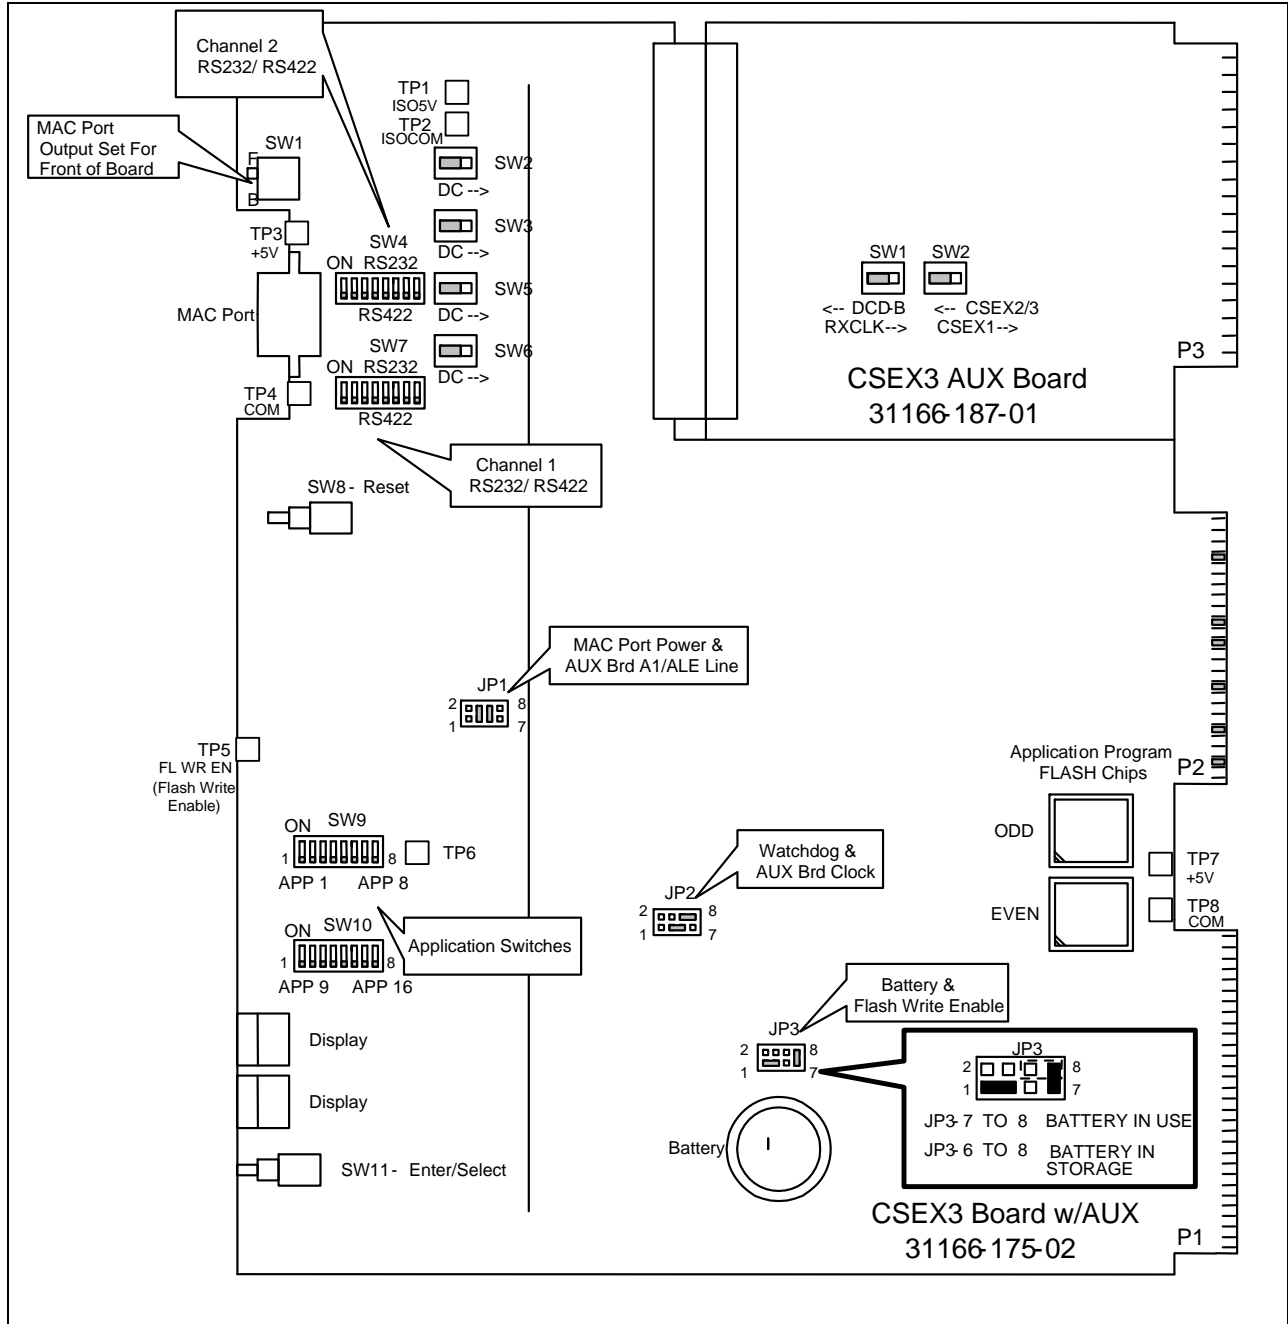 Channel 2
RS232/ RS422
MAC Port
Output Set For
Front of Board
SW1
F
B
TP1
ISO5V
TP2
ISOCOM
SW2
DC -->
SW3
DC -->
SW5
DC -->
SW6
DC -->
TP3
+5V
SW4
ON RS232
RS422
MAC Port
SW7
ON RS232
RS422
TP4
COM
Channel 1
RS232/ RS422
SW8 - Reset
SW1
SW2
<-- DCD-B
RXCLK-->
<-- CSEX2/3
CSEX1-->
P3
CSEX3 AUX Board
31166-187-01
MAC Port Power &
AUX Brd A1/ALE Line
JP1
2 8
1 7
TP5
FL WR EN
(Flash Write
Enable)
Application Program
FLASH Chips
P2
ODD
EVEN
TP7
+5V
TP8
COM
ON SW9
1 8
APP 1 APP 8
TP6
Watchdog &
AUX Brd Clock
JP2
2 8
1 7
ON SW10
1 8
APP 9 APP 16
Application Switches
Battery &
Flash Write Enable
JP3
2 8
1 7
JP3
2 8
1 7
JP3-7 TO 8 BATTERY IN USE
JP3-6 TO 8 BATTERY IN
STORAGE
Display
Display
Battery
SW11 - Enter/Select
CSEX3 Board w/AUX
31166-175-02
P1